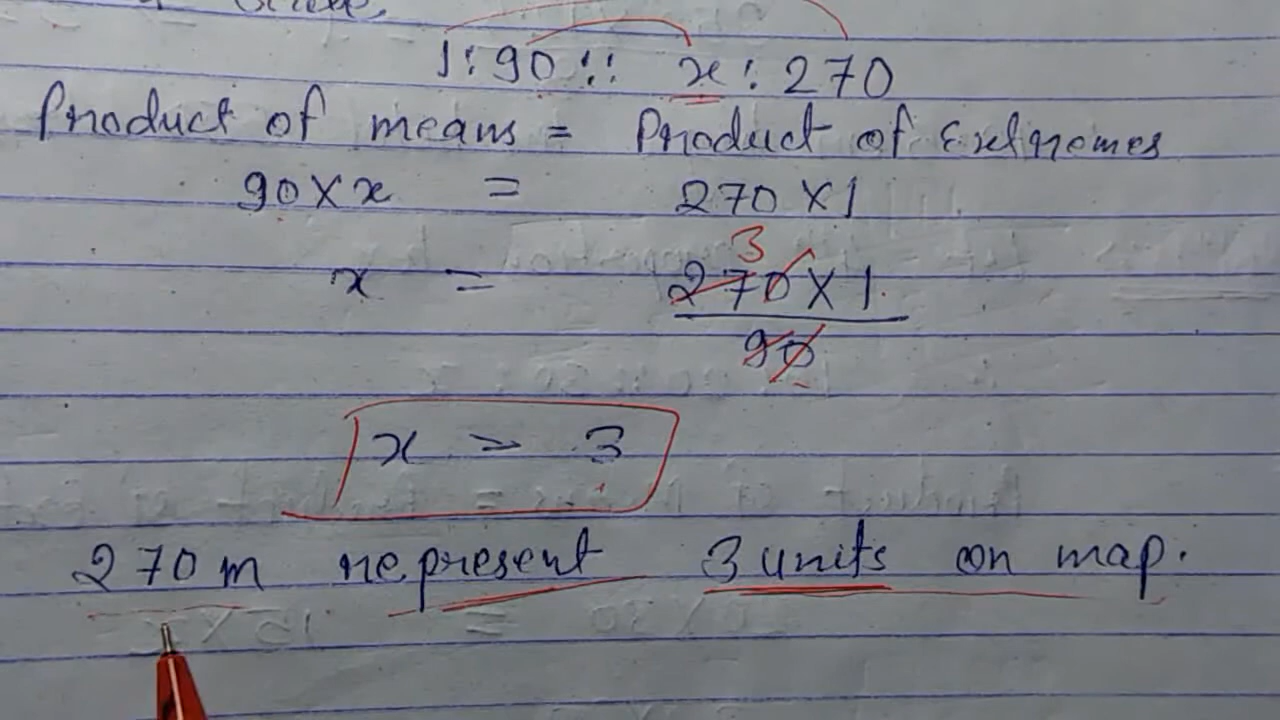 1:90 :: x : 270
Product of means = Product of Extremes
90 X x = 270 X 1
3
x = 270 X 1
90
x = 3
270 m represent 3 units on map.